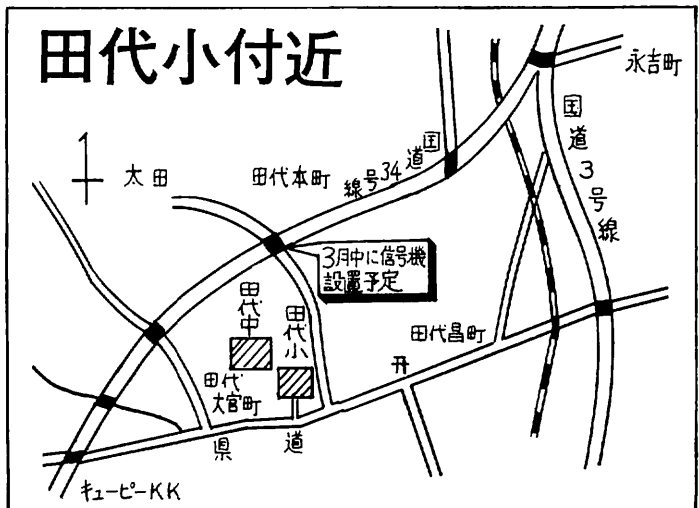 田代小付近
永吉町
国道3号線
国道34号線
太田
田代本町
3月中に信号機
設置予定
田代中
田代小
田代昌町
田代
大官町
県道
キューピーKK